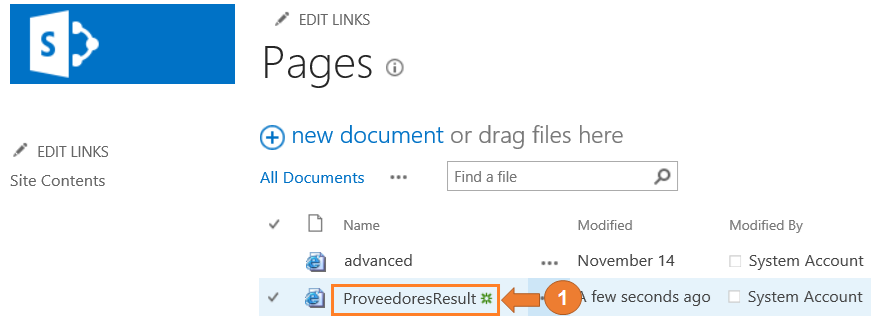 S
EDIT LINKS
Pages
new document or drag files here
EDIT LINKS
Site Contents
All Documents ••• Find a file
Name Modified Modified By
advanced ••• November 14 System Account
ProveedoresResult 1 few seconds ago System Account